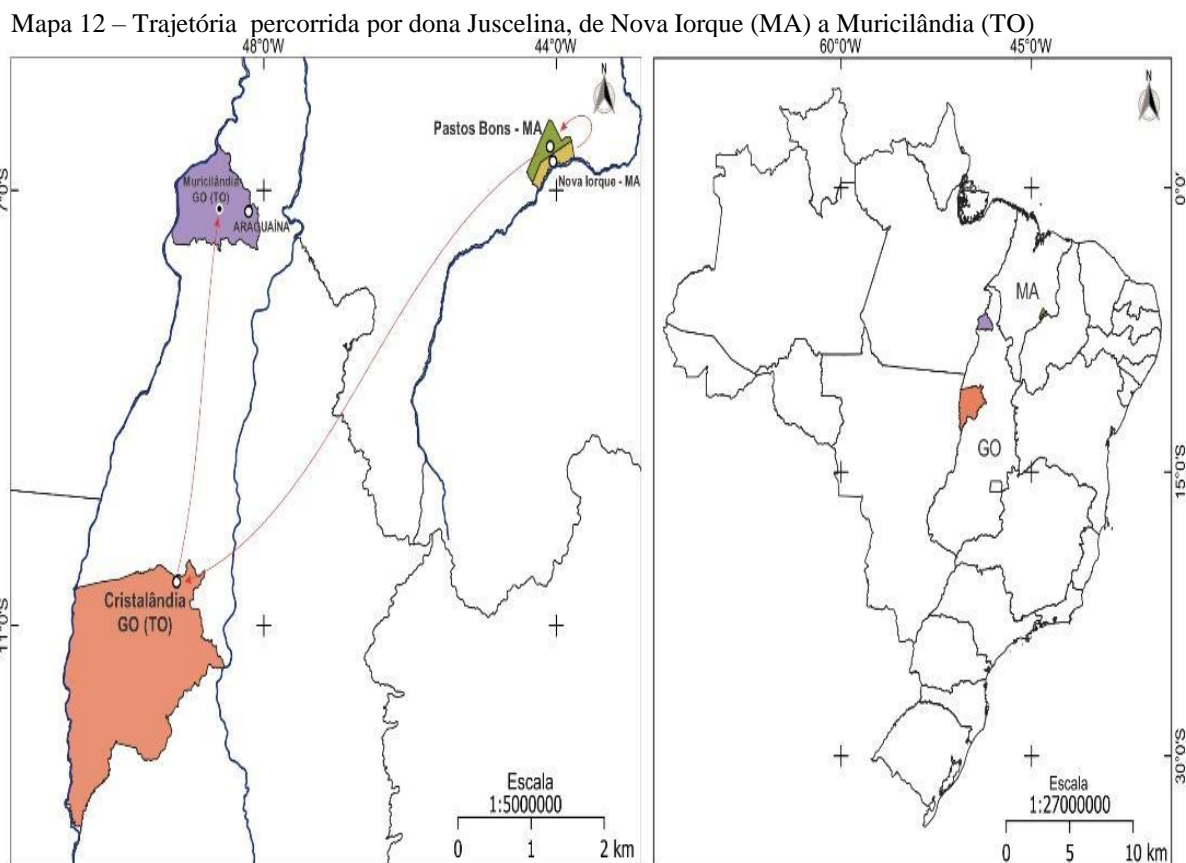 Mapa 12 – Trajetória percorrida por dona Juscelina, de Nova Iorque (MA) a Muricilândia (TO)
48°0'W
44°0'W
N
Pastos Bons - MA
Nova Iorque - MA
7°0'S
Muricilândia
GO (TO)
ARAGUAÍNA
Cristalândia
GO (TO)
11°0'S
Escala
1:5000000
0 1 2 km
60°0'W
45°0'W
N
0°0'
MA
GO
15°0'S
30°0'S
Escala
1:27000000
0 5 10 km